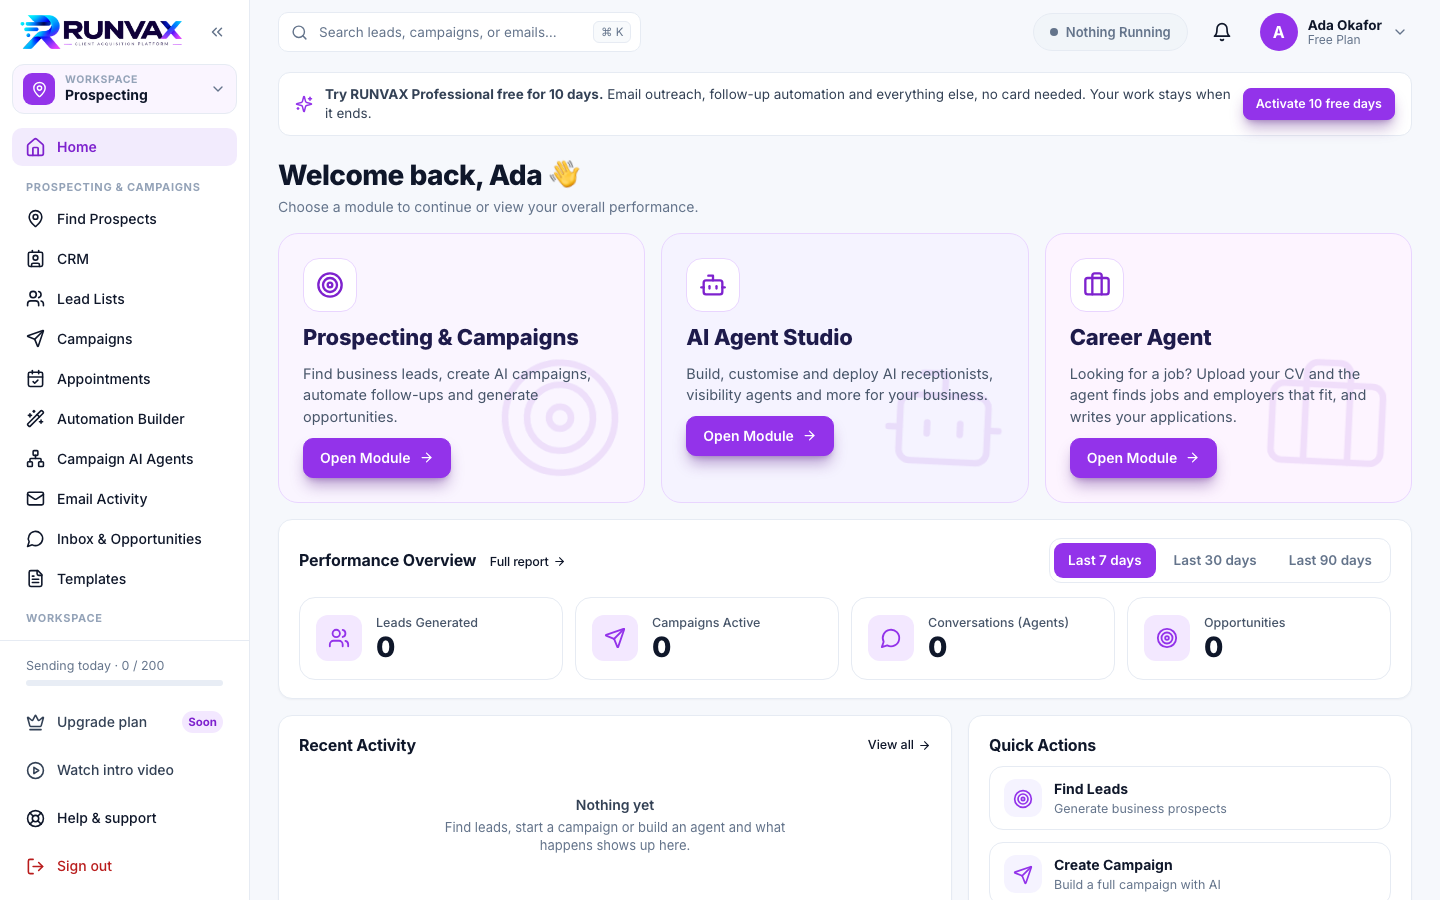 RUNVAX
CLIENT ACQUISITION PLATFORM
WORKSPACE
Prospecting
Home
PROSPECTING & CAMPAIGNS
Find Prospects
CRM
Lead Lists
Campaigns
Appointments
Automation Builder
Campaign AI Agents
Email Activity
Inbox & Opportunities
Templates
WORKSPACE
Sending today · 0 / 200
Upgrade plan Soon
Watch intro video
Help & support
Sign out
Search leads, campaigns, or emails... ⌘ K
Nothing Running
A
Ada Okafor
Free Plan
Try RUNVAX Professional free for 10 days. Email outreach, follow-up automation and everything else, no card needed. Your work stays when
it ends.
Activate 10 free days
Welcome back, Ada 👋
Choose a module to continue or view your overall performance.
Prospecting & Campaigns
Find business leads, create AI campaigns,
automate follow-ups and generate
opportunities.
Open Module →
AI Agent Studio
Build, customise and deploy AI receptionists,
visibility agents and more for your business.
Open Module →
Career Agent
Looking for a job? Upload your CV and the
agent finds jobs and employers that fit, and
writes your applications.
Open Module →
Performance Overview Full report →
Last 7 days Last 30 days Last 90 days
Leads Generated
0
Campaigns Active
0
Conversations (Agents)
0
Opportunities
0
Recent Activity View all →
Nothing yet
Find leads, start a campaign or build an agent and what
happens shows up here.
Quick Actions
Find Leads
Generate business prospects
Create Campaign
Build a full campaign with AI